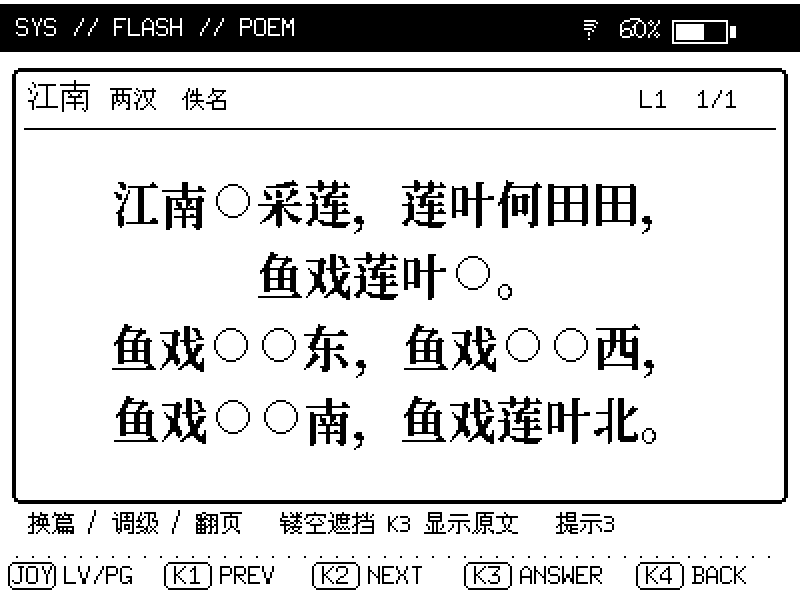 SYS // FLASH // POEM 60%
江南 两汉 佚名 L1 1/1
江南○采莲，莲叶何田田，
鱼戏莲叶○。
鱼戏○○东，鱼戏○○西，
鱼戏○○南，鱼戏莲叶北。
换篇 / 调级 / 翻页 镂空遮挡 K3 显示原文 提示3
JOY LV/PG K1 PREV K2 NEXT K3 ANSWER K4 BACK